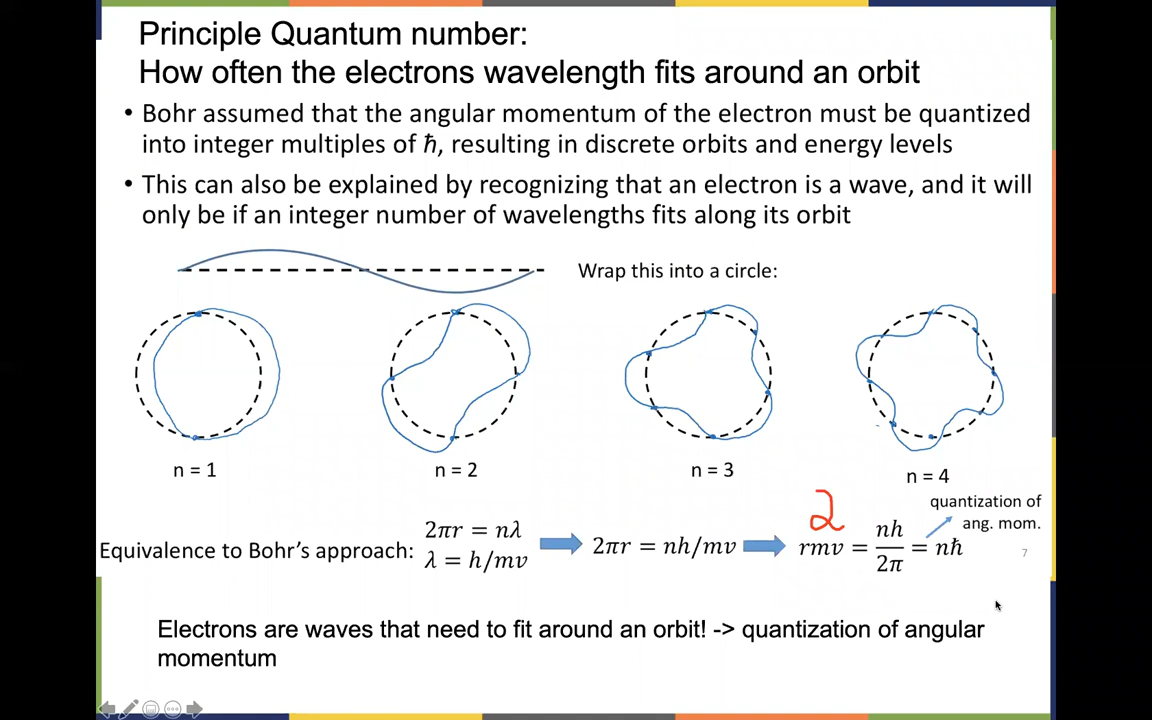 Principle Quantum number:
How often the electrons wavelength fits around an orbit
• Bohr assumed that the angular momentum of the electron must be quantized
into integer multiples of ℏ, resulting in discrete orbits and energy levels
• This can also be explained by recognizing that an electron is a wave, and it will
only be if an integer number of wavelengths fits along its orbit
Wrap this into a circle:
n = 1
n = 2
n = 3
n = 4
quantization of
ang. mom.
Equivalence to Bohr's approach:
2πr = nλ
λ = h/mv
2πr = nh/mv
rmv = nh/2π = nℏ
7
Electrons are waves that need to fit around an orbit! -> quantization of angular
momentum